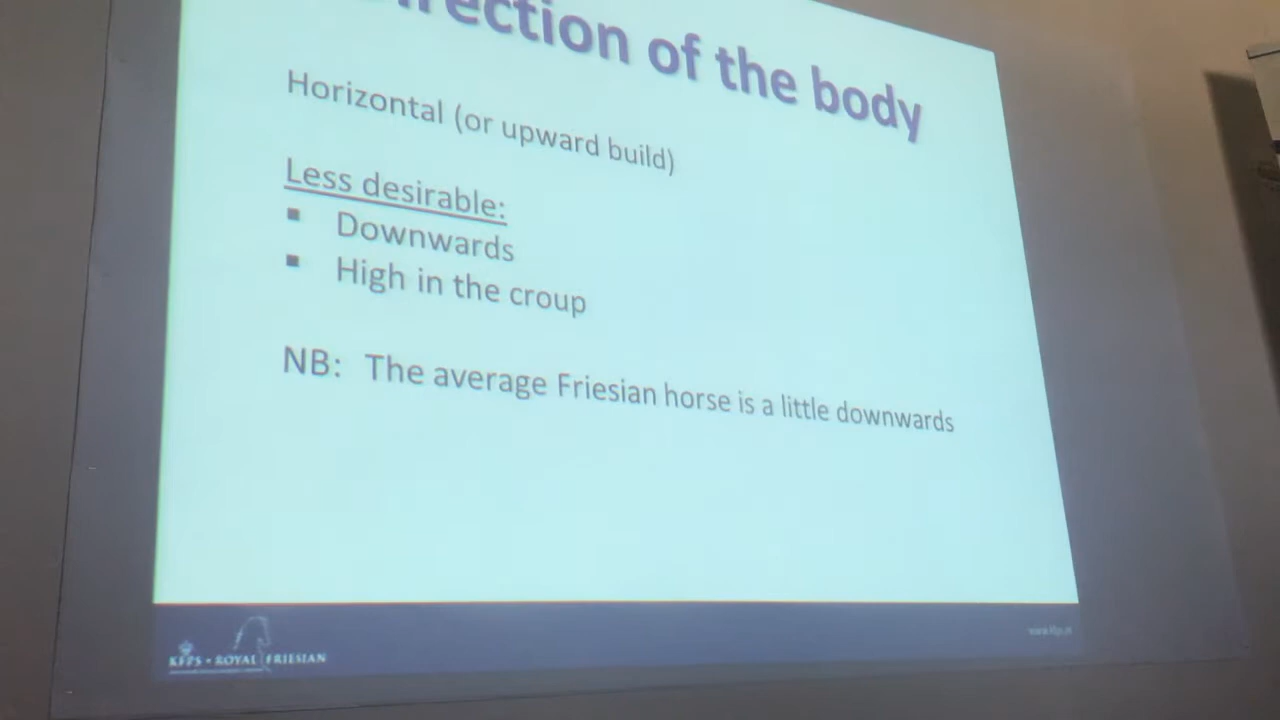 of the body
Horizontal (or upward build)
Less desirable:
▪ Downwards
▪ High in the croup
NB: The average Friesian horse is a little downwards
KFPS - ROYAL FRIESIAN